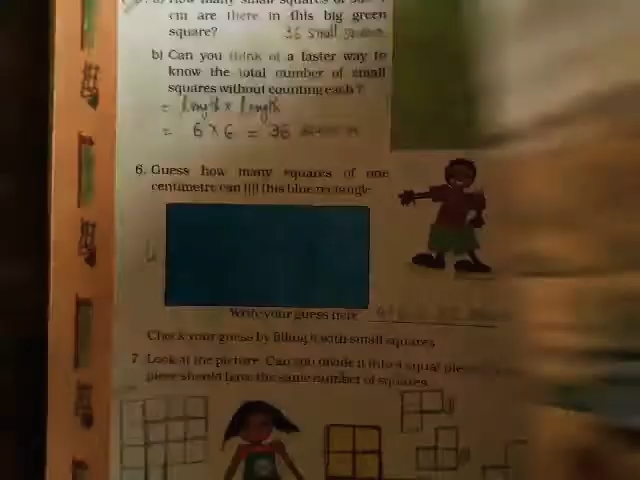 cm are there in this big green
square? 36 small
b) Can you think of a faster way to
know the total number of small
squares without counting each?
= length × length
= 6 × 6 = 36
6. Guess how many squares of one
centimetre can fill this blue rectangle
Write your guess here
Check your guess by filling it with small squares
7. Look at the picture. Can you divide it into 4 equal
piece should have the same number of squares